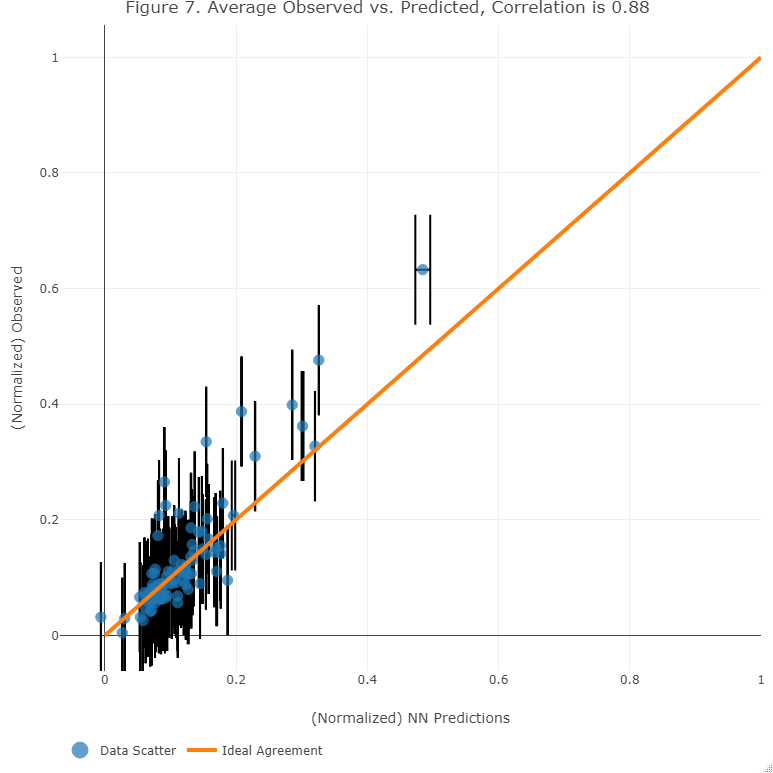 Figure 7. Average Observed vs. Predicted, Correlation is 0.88
1
0.8
0.6
0.4
0.2
0
(Normalized) Observed
0 0.2 0.4 0.6 0.8 1
(Normalized) NN Predictions
Data Scatter Ideal Agreement